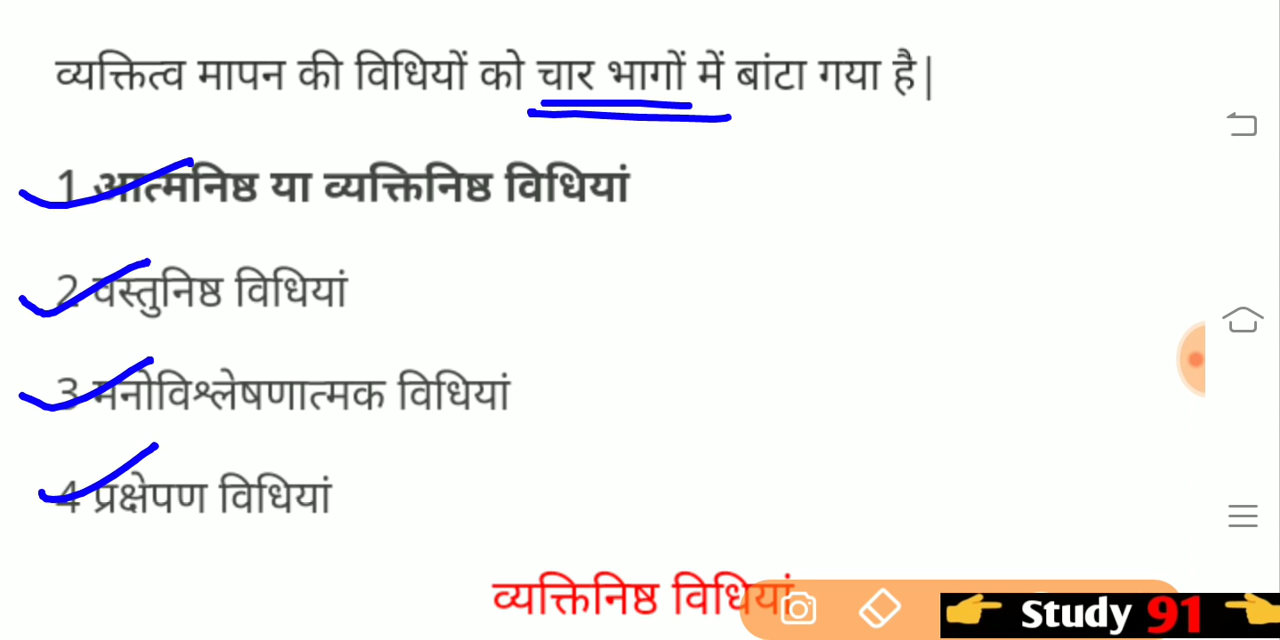 व्यक्तित्व मापन की विधियों को चार भागों में बांटा गया है|
1 आत्मनिष्ठ या व्यक्तिनिष्ठ विधियां
2 वस्तुनिष्ठ विधियां
3 मनोविश्लेषणात्मक विधियां
4 प्रक्षेपण विधियां
व्यक्तिनिष्ठ विधियां
Study 91